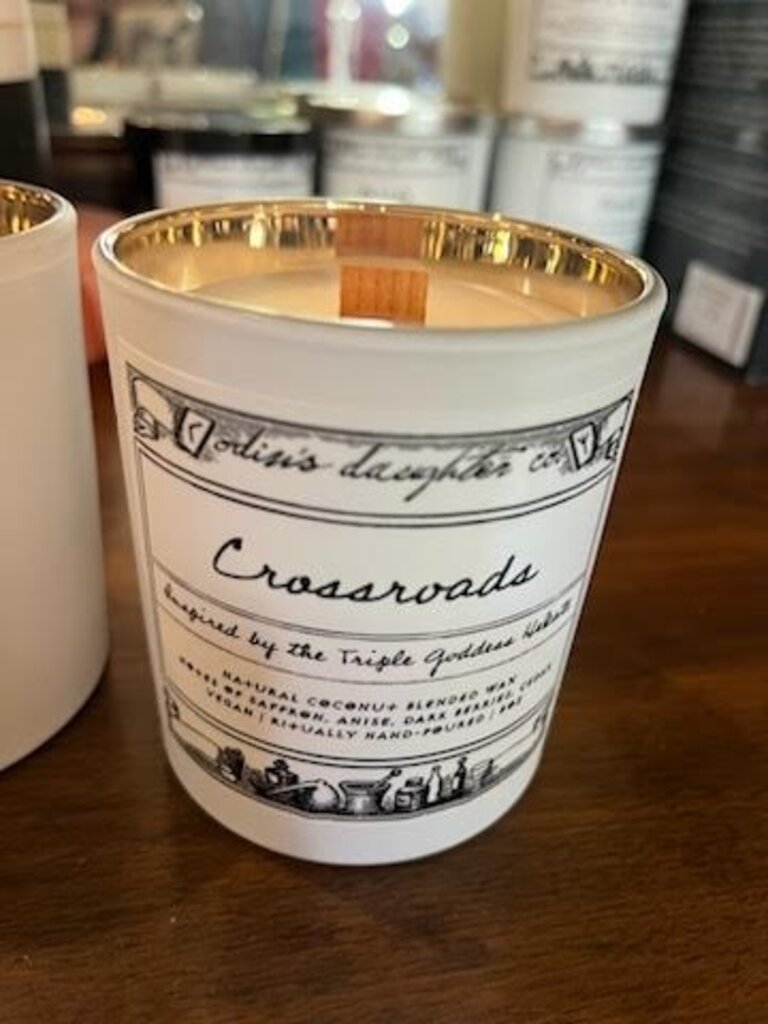 odin's daughter co.
Crossroads
Inspired by the Triple Goddess Hekate
NATURAL COCONUT BLENDED WAX
NOTES OF SAFFRON, ANISE, DARK BERRIES, CEDAR
VEGAN | RITUALLY HAND-POURED | 8OZ